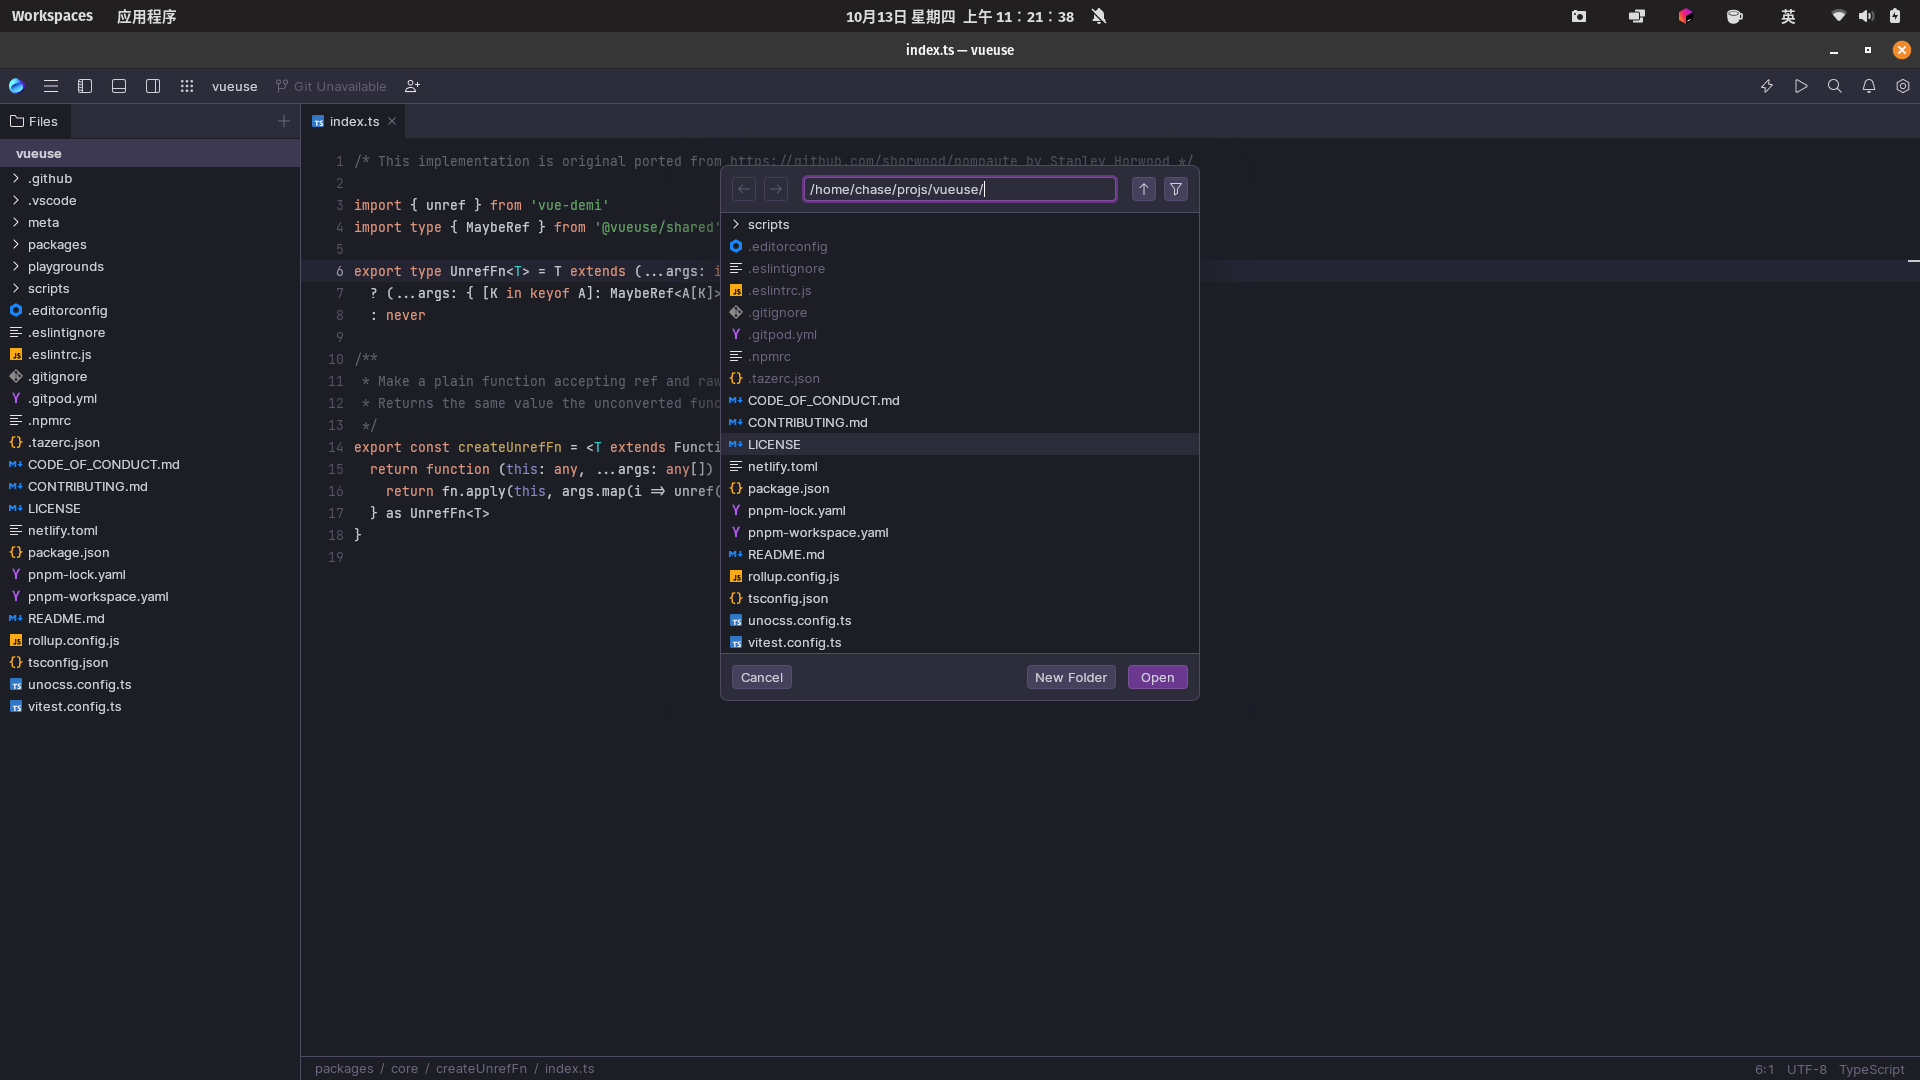 Workspaces 应用程序 10月13日 星期四 上午 11：21：38 英
index.ts — vueuse
vueuse Git Unavailable
Files
index.ts
vueuse
.github
.vscode
meta
packages
playgrounds
scripts
.editorconfig
.eslintignore
.eslintrc.js
.gitignore
.gitpod.yml
.npmrc
.tazerc.json
CODE_OF_CONDUCT.md
CONTRIBUTING.md
LICENSE
netlify.toml
package.json
pnpm-lock.yaml
pnpm-workspace.yaml
README.md
rollup.config.js
tsconfig.json
unocss.config.ts
vitest.config.ts
1 /* This implementation is original ported from https://github.com/shorwood/pompaute by Stanley Horwood */
2
3 import { unref } from 'vue-demi'
4 import type { MaybeRef } from '@vueuse/shared'
5
6 export type UnrefFn<T> = T extends (...args: i
7 ? (...args: { [K in keyof A]: MaybeRef<A[K]>
8 : never
9
10 /**
11 * Make a plain function accepting ref and raw
12 * Returns the same value the unconverted func
13 */
14 export const createUnrefFn = <T extends Functi
15 return function (this: any, ...args: any[])
16 return fn.apply(this, args.map(i => unref(
17 } as UnrefFn<T>
18 }
19
/home/chase/projs/vueuse/
scripts
.editorconfig
.eslintignore
.eslintrc.js
.gitignore
.gitpod.yml
.npmrc
.tazerc.json
CODE_OF_CONDUCT.md
CONTRIBUTING.md
LICENSE
netlify.toml
package.json
pnpm-lock.yaml
pnpm-workspace.yaml
README.md
rollup.config.js
tsconfig.json
unocss.config.ts
vitest.config.ts
Cancel New Folder Open
packages / core / createUnrefFn / index.ts 6:1 UTF-8 TypeScript